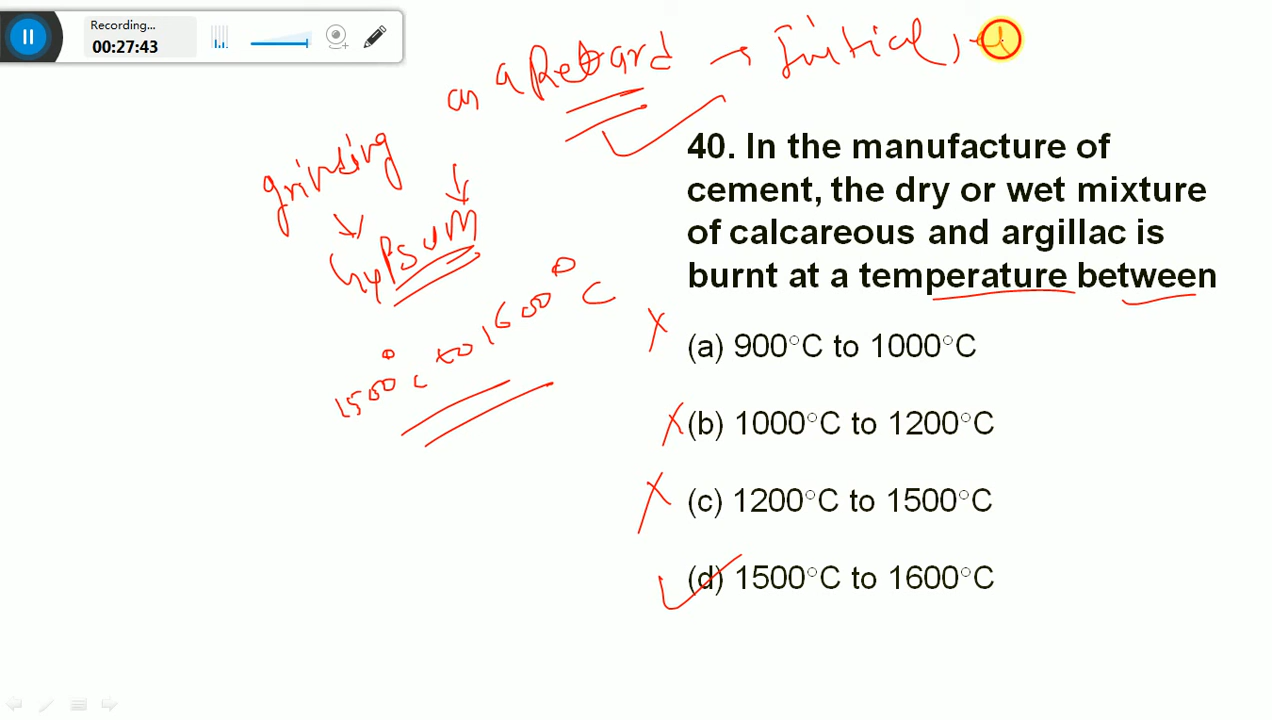 Recording...
00:27:43
as a Retard → Initial
grinding
GyPSUM
1500°C to 1600°C
40. In the manufacture of
cement, the dry or wet mixture
of calcareous and argillac is
burnt at a temperature between
(a) 900°C to 1000°C
(b) 1000°C to 1200°C
(c) 1200°C to 1500°C
(d) 1500°C to 1600°C